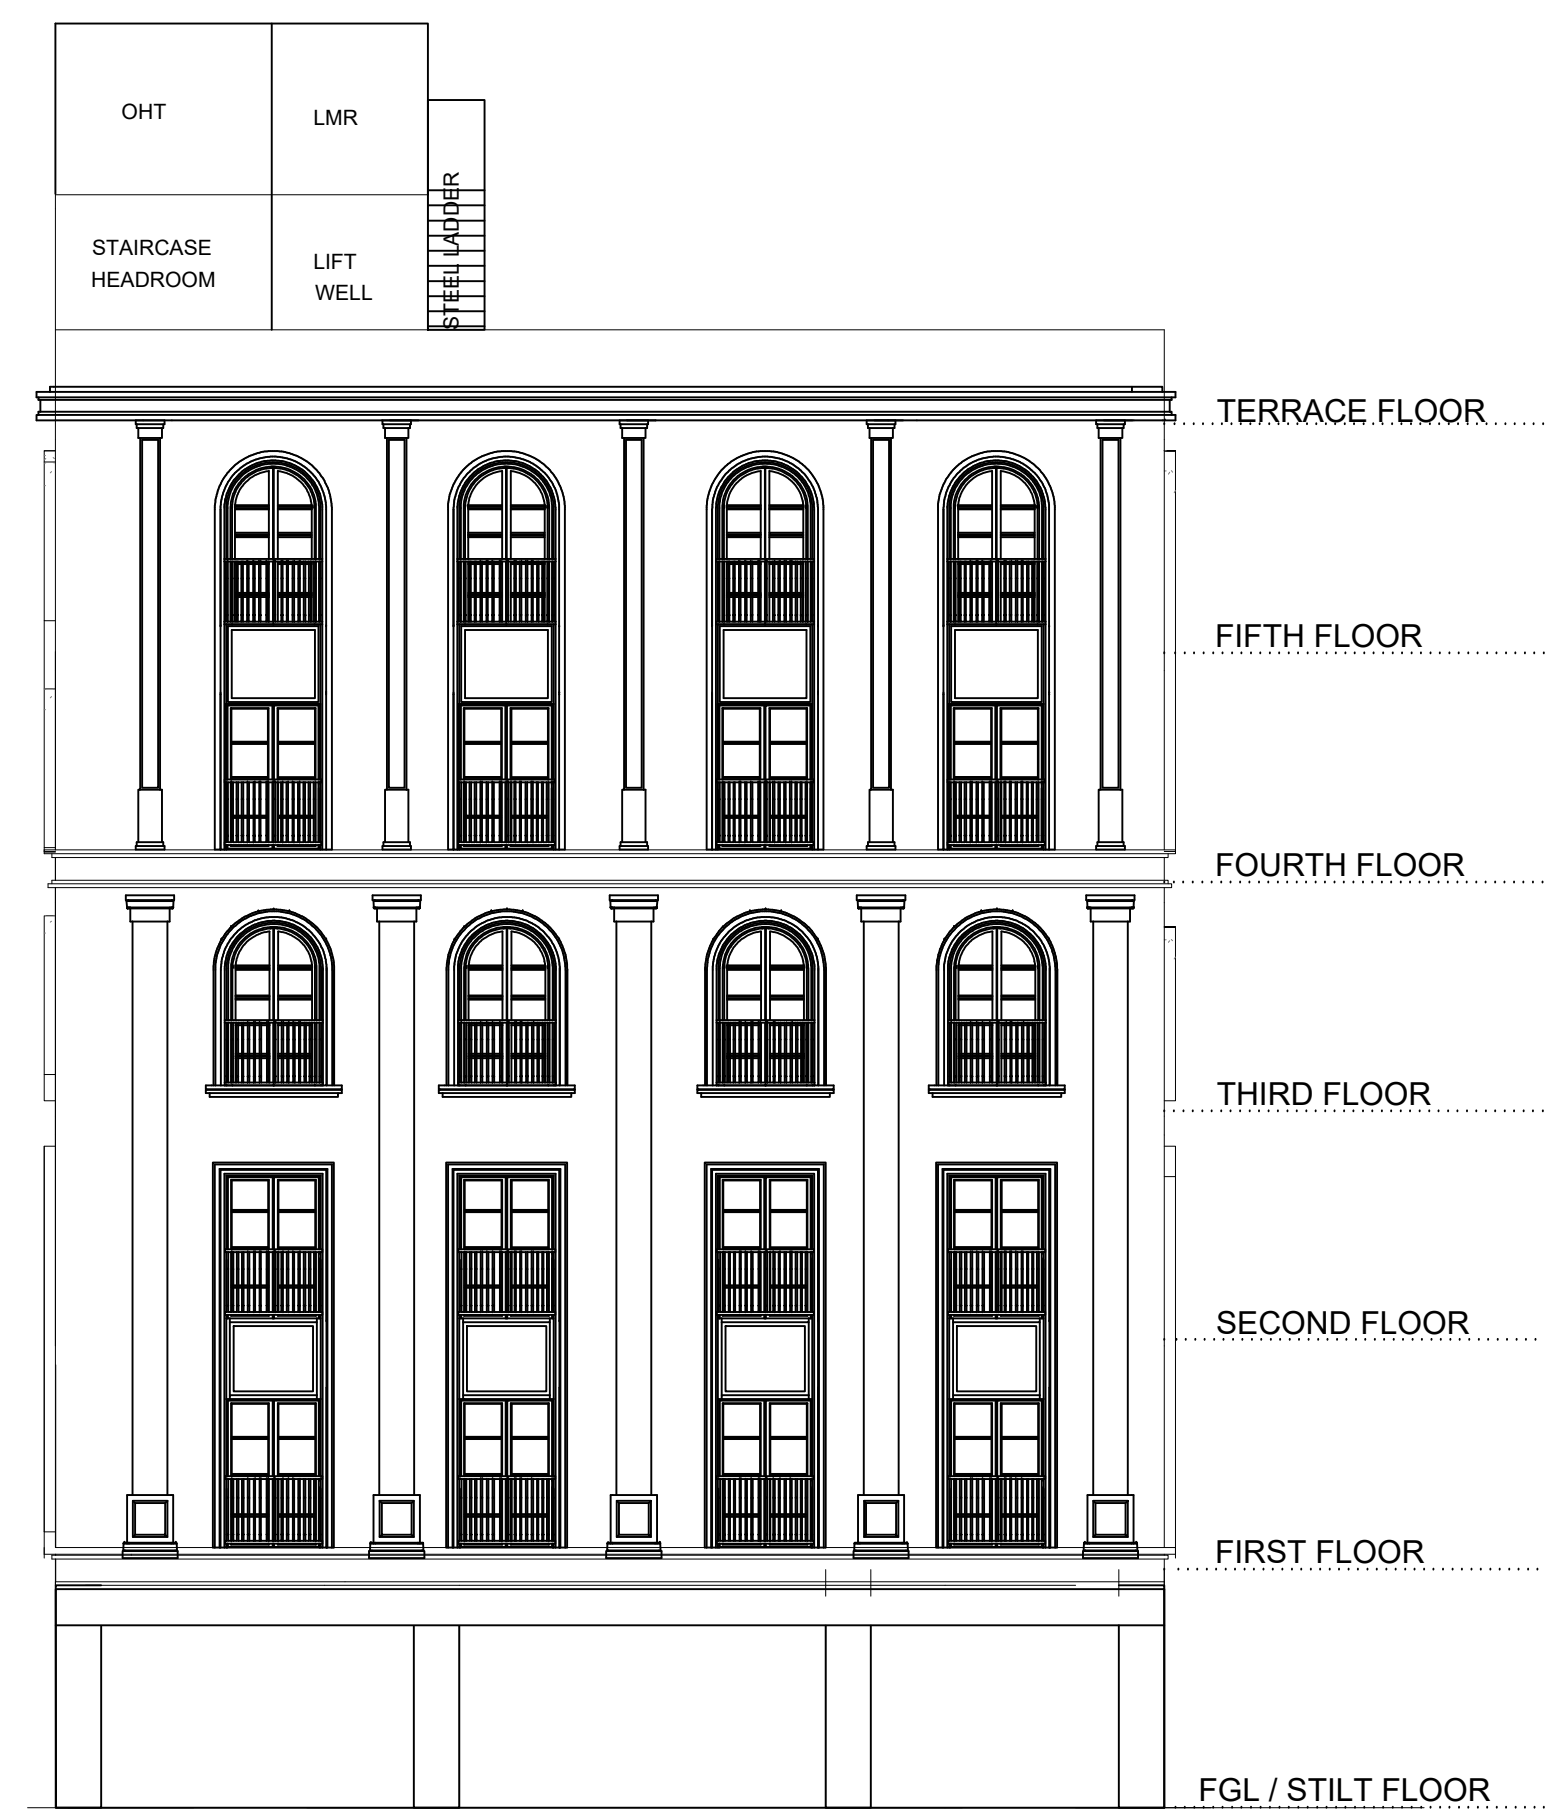 OHT
LMR
STEEL LADDER
STAIRCASE
HEADROOM
LIFT
WELL
TERRACE FLOOR
FIFTH FLOOR
FOURTH FLOOR
THIRD FLOOR
SECOND FLOOR
FIRST FLOOR
FGL / STILT FLOOR